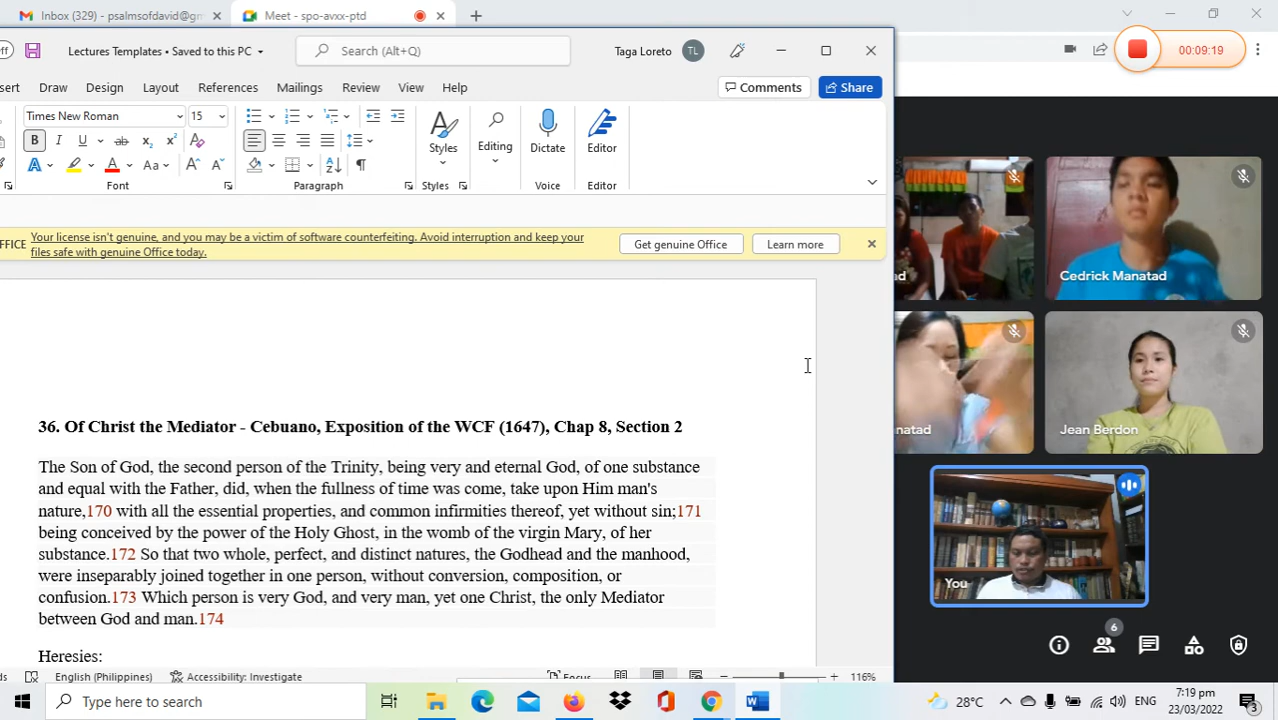 Inbox (329) - psalmsofdavid@gm
Meet - spo-avxx-ptd
00:09:19
Lectures Templates • Saved to this PC
Search (Alt+Q)
Taga Loreto
TL
Draw
Design
Layout
References
Mailings
Review
View
Help
Comments
Share
Times New Roman
15
Styles
Editing
Dictate
Editor
Font
Paragraph
Styles
Voice
Editor
Your license isn't genuine, and you may be a victim of software counterfeiting. Avoid interruption and keep your
files safe with genuine Office today.
Get genuine Office
Learn more
Cedrick Manatad
Jean Berdon
You
6
36. Of Christ the Mediator - Cebuano, Exposition of the WCF (1647), Chap 8, Section 2
The Son of God, the second person of the Trinity, being very and eternal God, of one substance
and equal with the Father, did, when the fullness of time was come, take upon Him man's
nature,170 with all the essential properties, and common infirmities thereof, yet without sin;171
being conceived by the power of the Holy Ghost, in the womb of the virgin Mary, of her
substance.172 So that two whole, perfect, and distinct natures, the Godhead and the manhood,
were inseparably joined together in one person, without conversion, composition, or
confusion.173 Which person is very God, and very man, yet one Christ, the only Mediator
between God and man.174
Heresies:
English (Philippines)
Accessibility: Investigate
Focus
116%
Type here to search
28°C
ENG
7:19 pm
23/03/2022
3